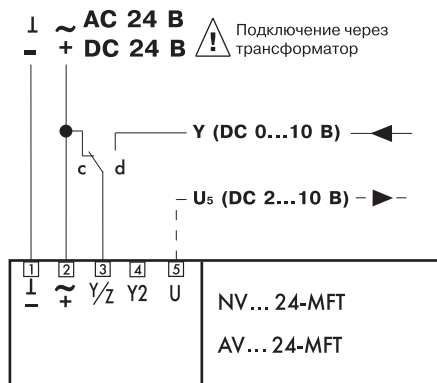 ⊥ ~ AC 24 В
– + DC 24 В
! Подключение через
трансформатор
Y (DC 0...10 В)
c d
U₅ (DC 2...10 В)
1 2 3 4 5
⊥ ~ Y/Z Y2 U
– +
NV... 24-MFT
AV... 24-MFT